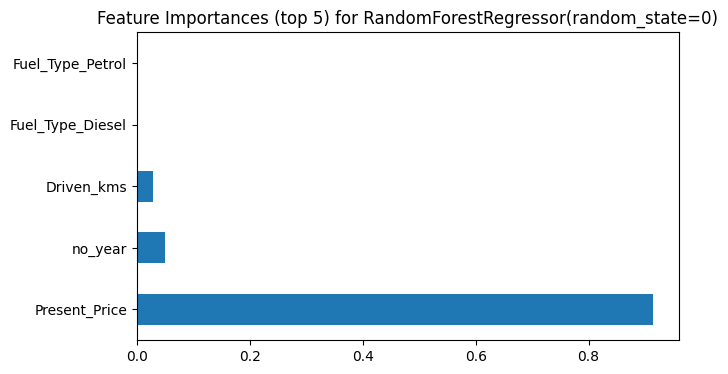 Feature Importances (top 5) for RandomForestRegressor(random_state=0)
Fuel_Type_Petrol
Fuel_Type_Diesel
Driven_kms
no_year
Present_Price
0.0 0.2 0.4 0.6 0.8